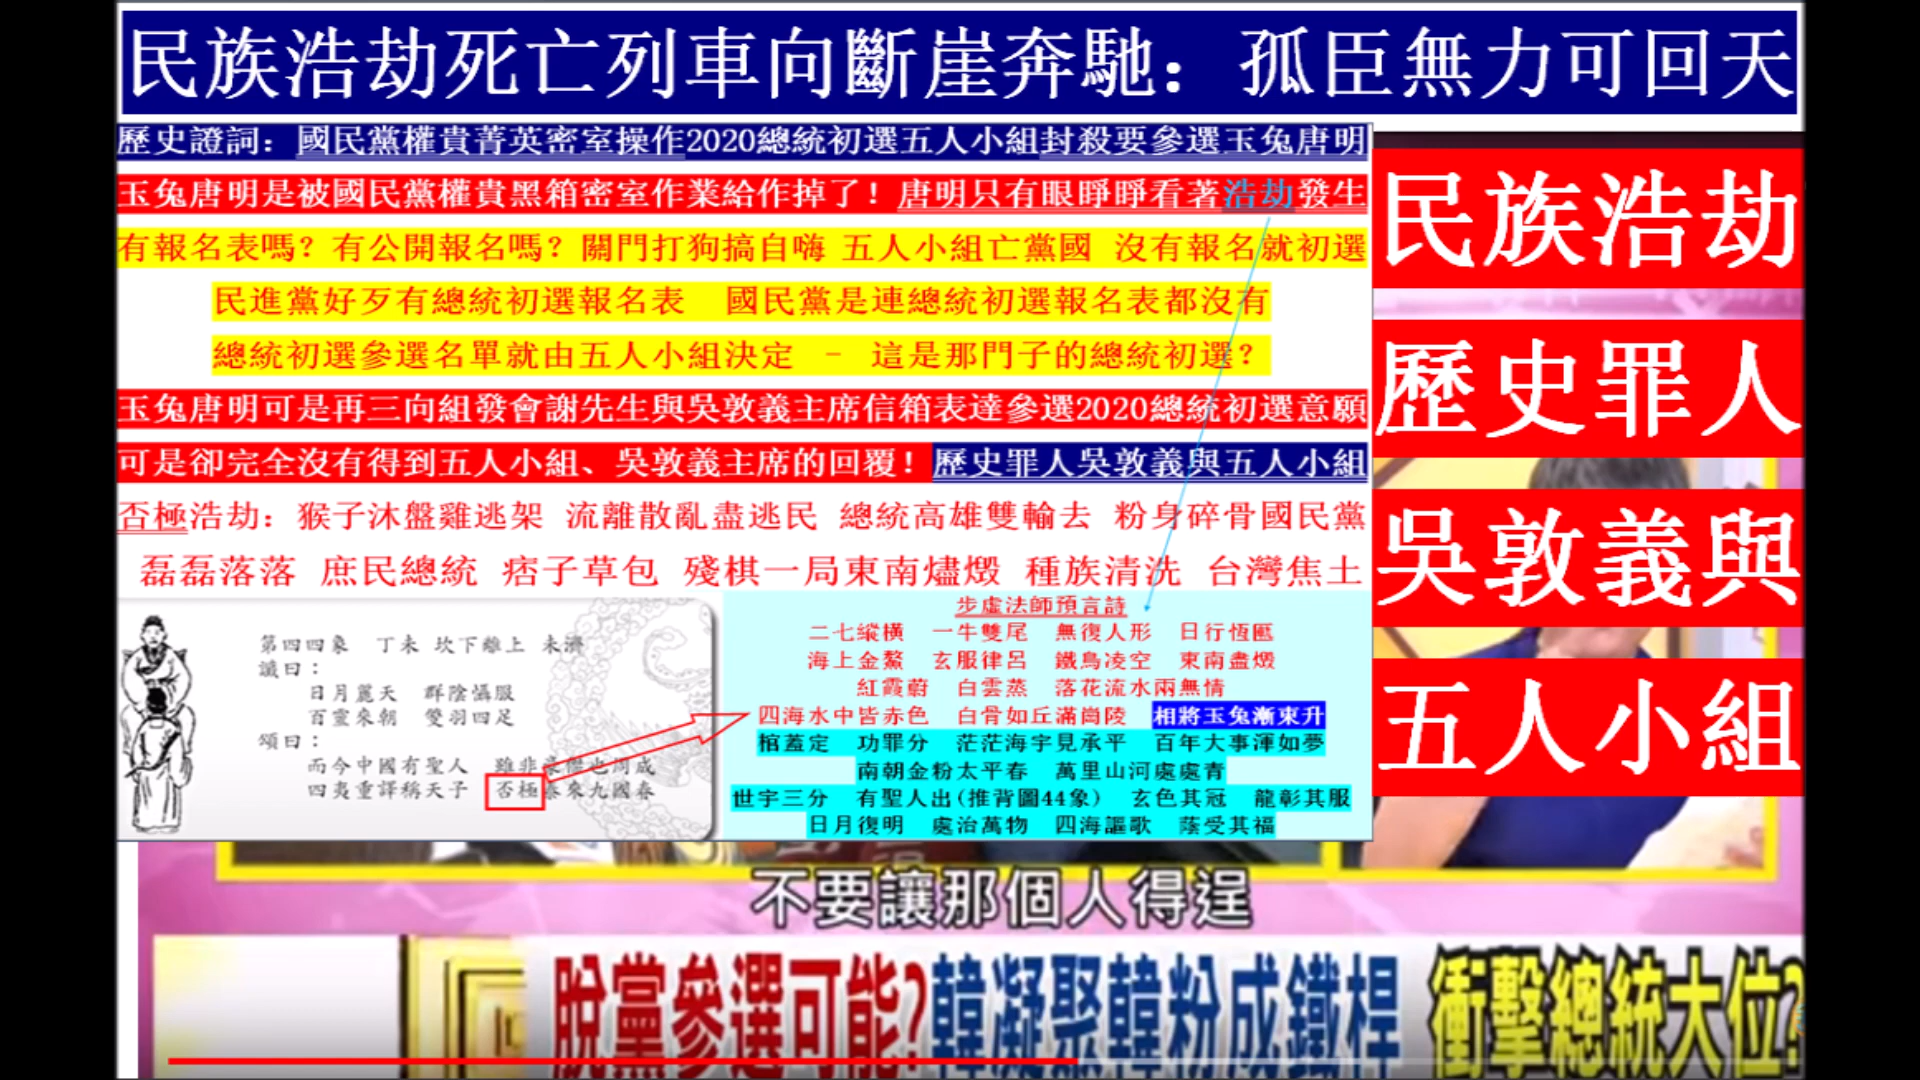 民族浩劫死亡列車向斷崖奔馳：孤臣無力可回天
歷史證詞：國民黨權貴菁英密室操作2020總統初選五人小組封殺要參選玉兔唐明
玉兔唐明是被國民黨權貴黑箱密室作業給作掉了！唐明只有眼睜睜看著浩劫發生
有報名表嗎？有公開報名嗎？關門打狗搞自嗨 五人小組亡黨國 沒有報名就初選
民進黨好歹有總統初選報名表 國民黨是連總統初選報名表都沒有
總統初選參選名單就由五人小組決定 - 這是那門子的總統初選？
玉兔唐明可是再三向組發會謝先生與吳敦義主席信箱表達參選2020總統初選意願
可是卻完全沒有得到五人小組、吳敦義主席的回覆！歷史罪人吳敦義與五人小組
否極浩劫：猴子沐盤雞逃架 流離散亂盡逃民 總統高雄雙輸去 粉身碎骨國民黨
磊磊落落 庶民總統 痞子草包 殘棋一局東南燼燬 種族清洗 台灣焦土
民族浩劫
歷史罪人
吳敦義與
五人小組
第四四象 丁未 坎下離上 未濟
讖曰：
日月麗天 群陰懾服
百靈來朝 雙羽四足
頌曰：
而今中國有聖人 雖非豪傑也周成
四夷重譯稱天子 否極泰來九國春
步虛法師預言詩
二七縱橫 一牛雙尾 無復人形 日行恆匭
海上金鰲 玄服律呂 鐵鳥凌空 東南盡燬
紅霞蔚 白雲蒸 落花流水兩無情
四海水中皆赤色 白骨如丘滿崗陵 相將玉兔漸東升
棺蓋定 功罪分 茫茫海宇見承平 百年大事渾如夢
南朝金粉太平春 萬里山河處處青
世宇三分 有聖人出(推背圖44象) 玄色其冠 龍彰其服
日月復明 處治萬物 四海謳歌 蔭受其福
不要讓那個人得逞
脫黨參選可能？韓凝聚韓粉成鐵桿 衝擊總統大位？